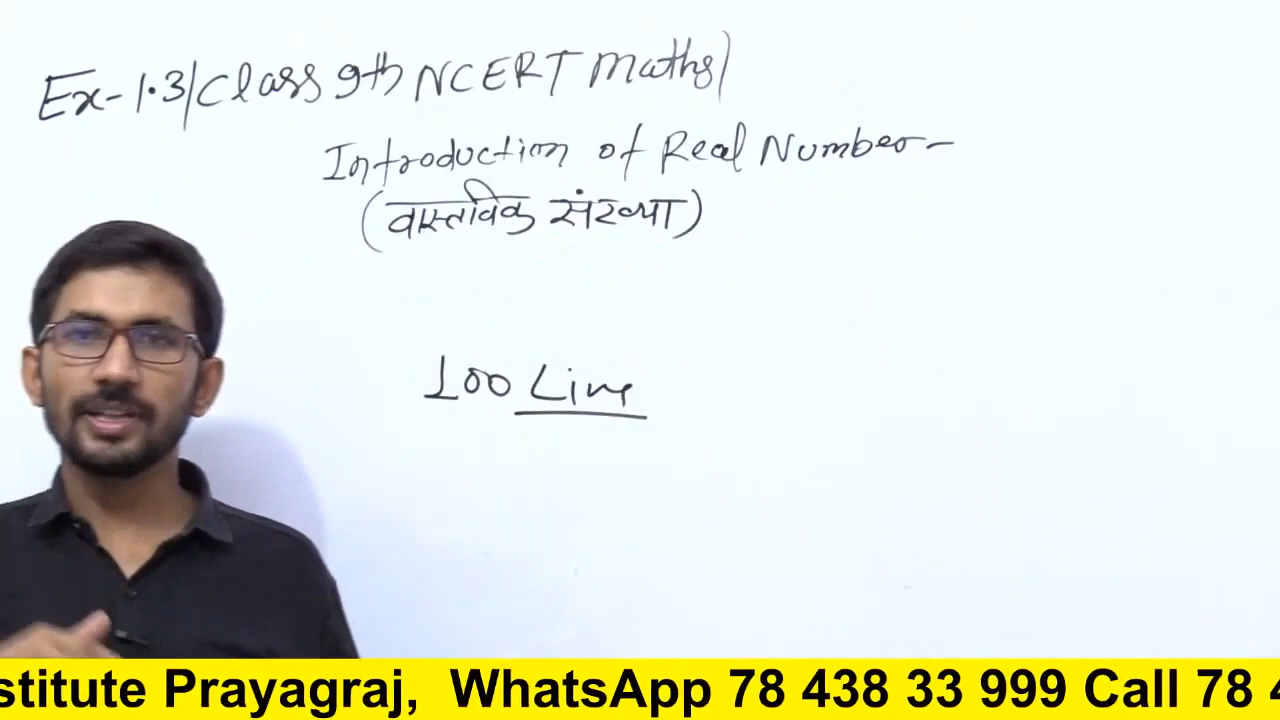 Ex-1.3/Class 9th NCERT Maths/
Introduction of Real Number-
(वास्तविक संख्या)
100 Line
stitute Prayagraj, WhatsApp 78 438 33 999 Call 78 4